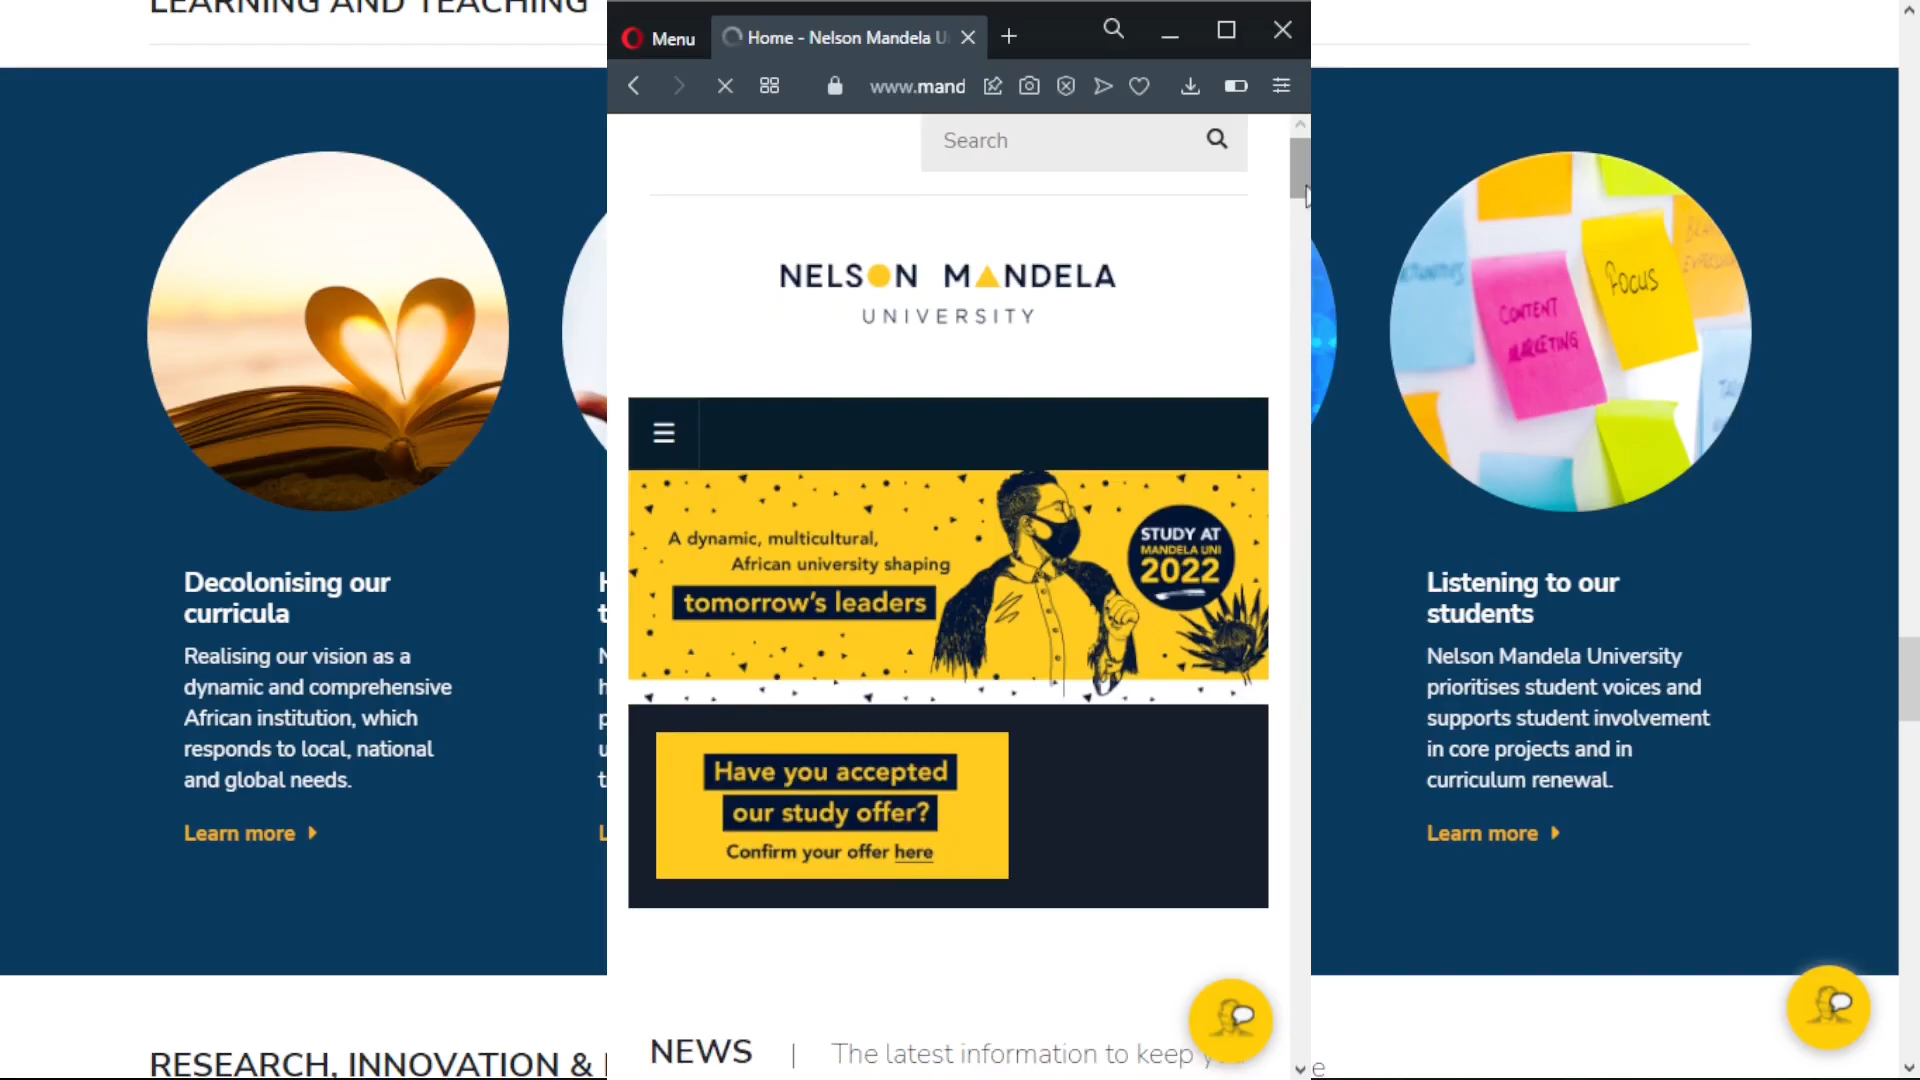 LEARNING AND TEACHING
Menu
Home - Nelson Mandela U
www.mand
Search
NELSON MANDELA
UNIVERSITY
A dynamic, multicultural,
African university shaping
tomorrow's leaders
STUDY AT
MANDELA UNI
2022
Have you accepted
our study offer?
Confirm your offer here
NEWS | The latest information to keep
Decolonising our
curricula
Realising our vision as a
dynamic and comprehensive
African institution, which
responds to local, national
and global needs.
Learn more
CONTENT
MARKETING
FOCUS
Listening to our
students
Nelson Mandela University
prioritises student voices and
supports student involvement
in core projects and in
curriculum renewal.
Learn more
RESEARCH, INNOVATION &